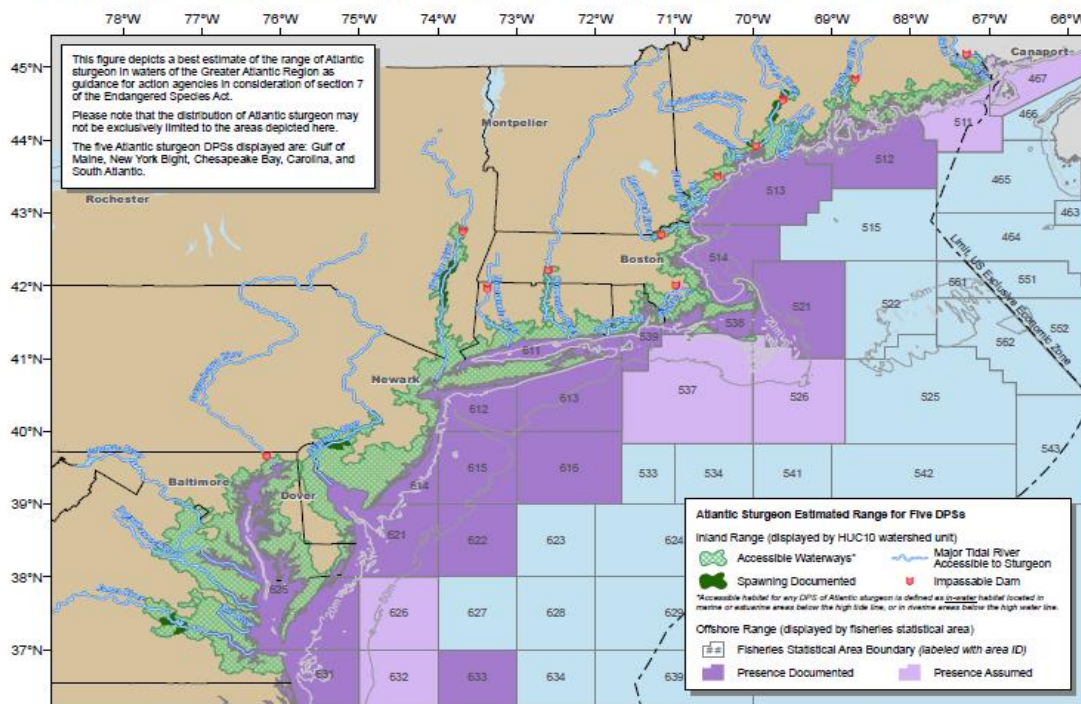 78°W 77°W 76°W 75°W 74°W 73°W 72°W 71°W 70°W 69°W 68°W 67°W 66°W
This figure depicts a best estimate of the range of Atlantic
sturgeon in waters of the Greater Atlantic Region as
guidance for action agencies in consideration of section 7
of the Endangered Species Act.
Please note that the distribution of Atlantic sturgeon may
not be exclusively limited to the areas depicted here.
The five Atlantic sturgeon DPSs displayed are: Gulf of
Maine, New York Bight, Chesapeake Bay, Carolina, and
South Atlantic.
Canaport
45°N
467
466
511
Montpelier
44°N
512
465
513
Rochester
463
43°N
515
464
Limit, US Exclusive Economic Zone
Boston
514
551
561
42°N
521
522
50m
552
538
20m
562
539
41°N
611
Newark
537
526
525
612
613
40°N
543
615
616
533
534
541
542
Baltimore
Dover
614
39°N
621
622
623
624
38°N
625
20m
50m
626
627
628
629
37°N
631
632
633
634
639
Atlantic Sturgeon Estimated Range for Five DPSs
Inland Range (displayed by HUC10 watershed unit)
Accessible Waterways*
Major Tidal River
Accessible to Sturgeon
Spawning Documented
Impassable Dam
*Accessible habitat for any DPS of Atlantic sturgeon is defined as in-water habitat located in
marine or estuarine areas below the high tide line, or in riverine areas below the high water line.
Offshore Range (displayed by fisheries statistical area)
## Fisheries Statistical Area Boundary (labeled with area ID)
Presence Documented
Presence Assumed